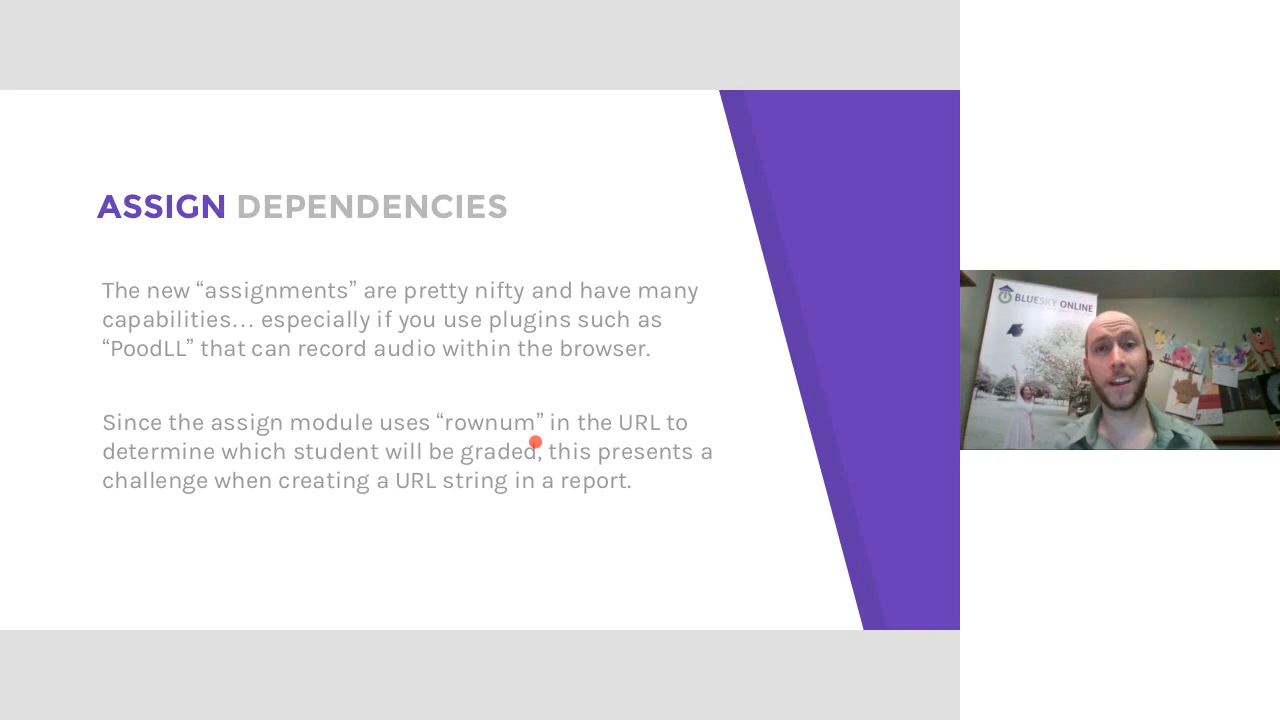 ASSIGN DEPENDENCIES
The new “assignments” are pretty nifty and have many
capabilities... especially if you use plugins such as
“PoodLL” that can record audio within the browser.
Since the assign module uses “rownum” in the URL to
determine which student will be graded, this presents a
challenge when creating a URL string in a report.
BLUESKY ONLINE